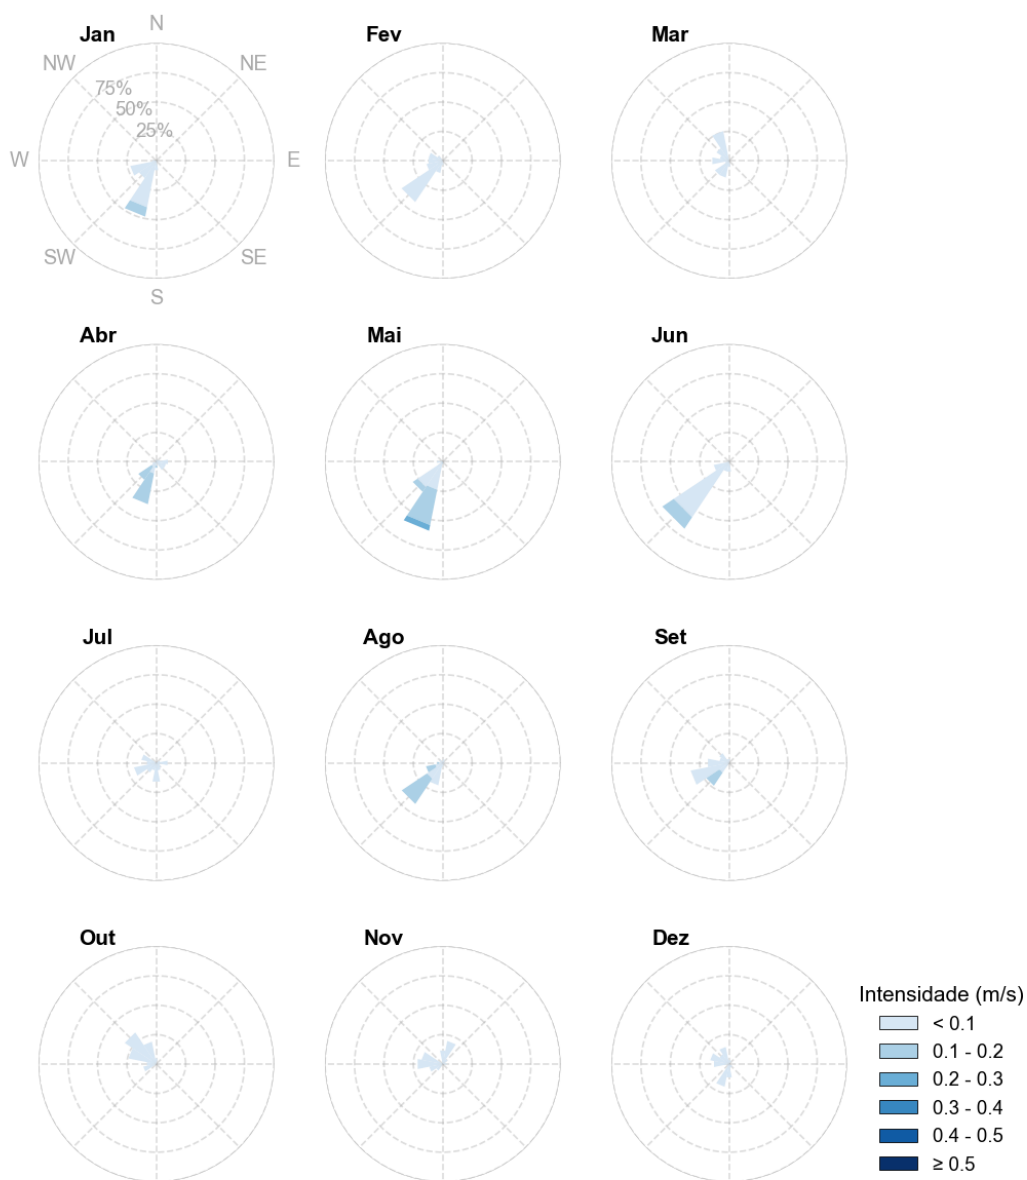 Jan
Fev
Mar
N
NW
NE
75%
50%
25%
W
E
SW
SE
S
Abr
Mai
Jun
Jul
Ago
Set
Out
Nov
Dez
Intensidade (m/s)
< 0.1
0.1 - 0.2
0.2 - 0.3
0.3 - 0.4
0.4 - 0.5
≥ 0.5